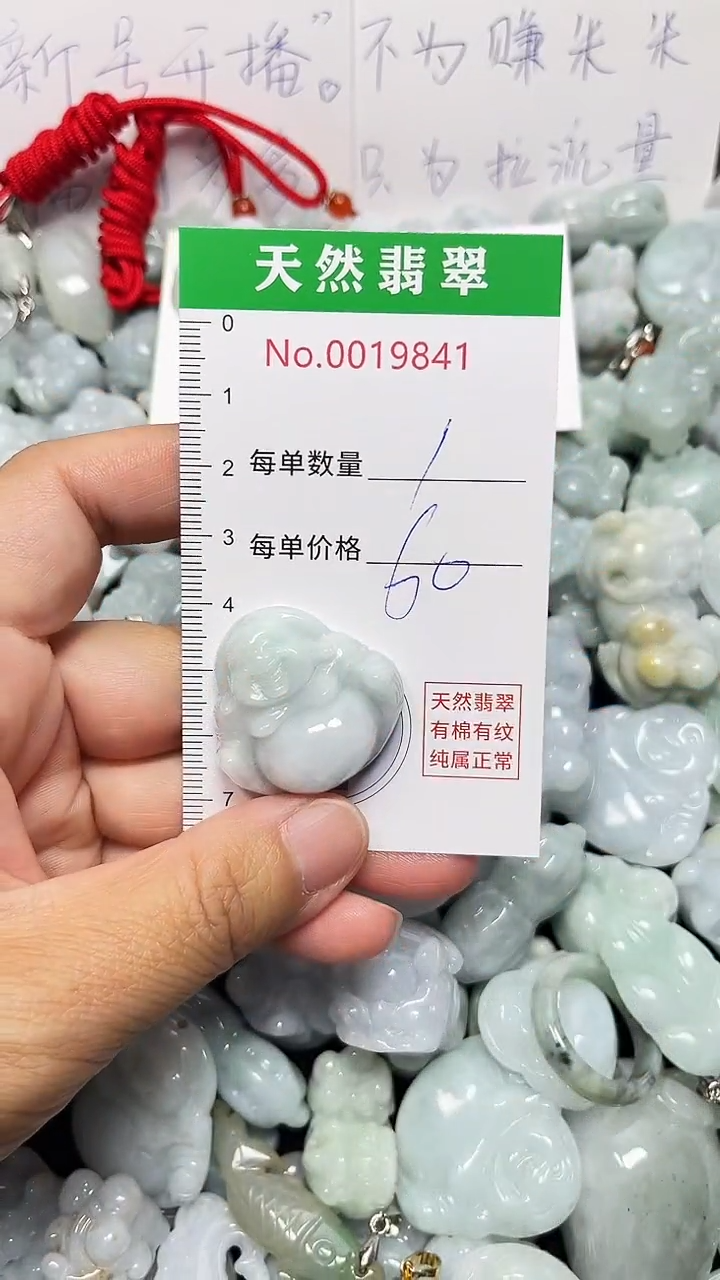 新号开播”。不为赚米米
只为拉流量
天然翡翠
0
No.0019841
1
2
每单数量 1
3
每单价格 60
4
天然翡翠
有棉有纹
纯属正常
7